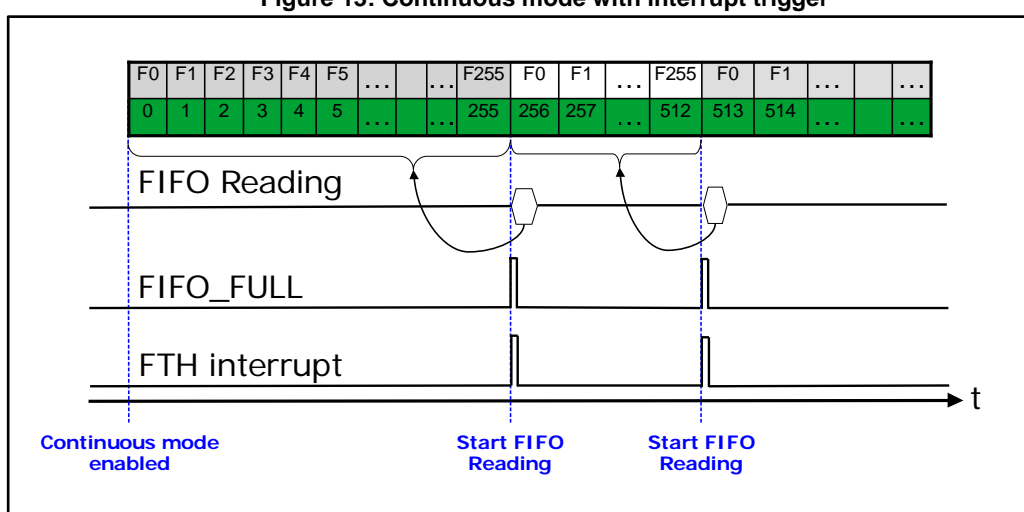 Figure 13: Continuous mode with interrupt trigger
F0 F1 F2 F3 F4 F5 ... ... F255 F0 F1 ... F255 F0 F1 ... ...
0 1 2 3 4 5 ... ... 255 256 257 ... 512 513 514 ... ...
FIFO Reading
FIFO_FULL
FTH interrupt
t
Continuous mode
enabled
Start FIFO
Reading
Start FIFO
Reading